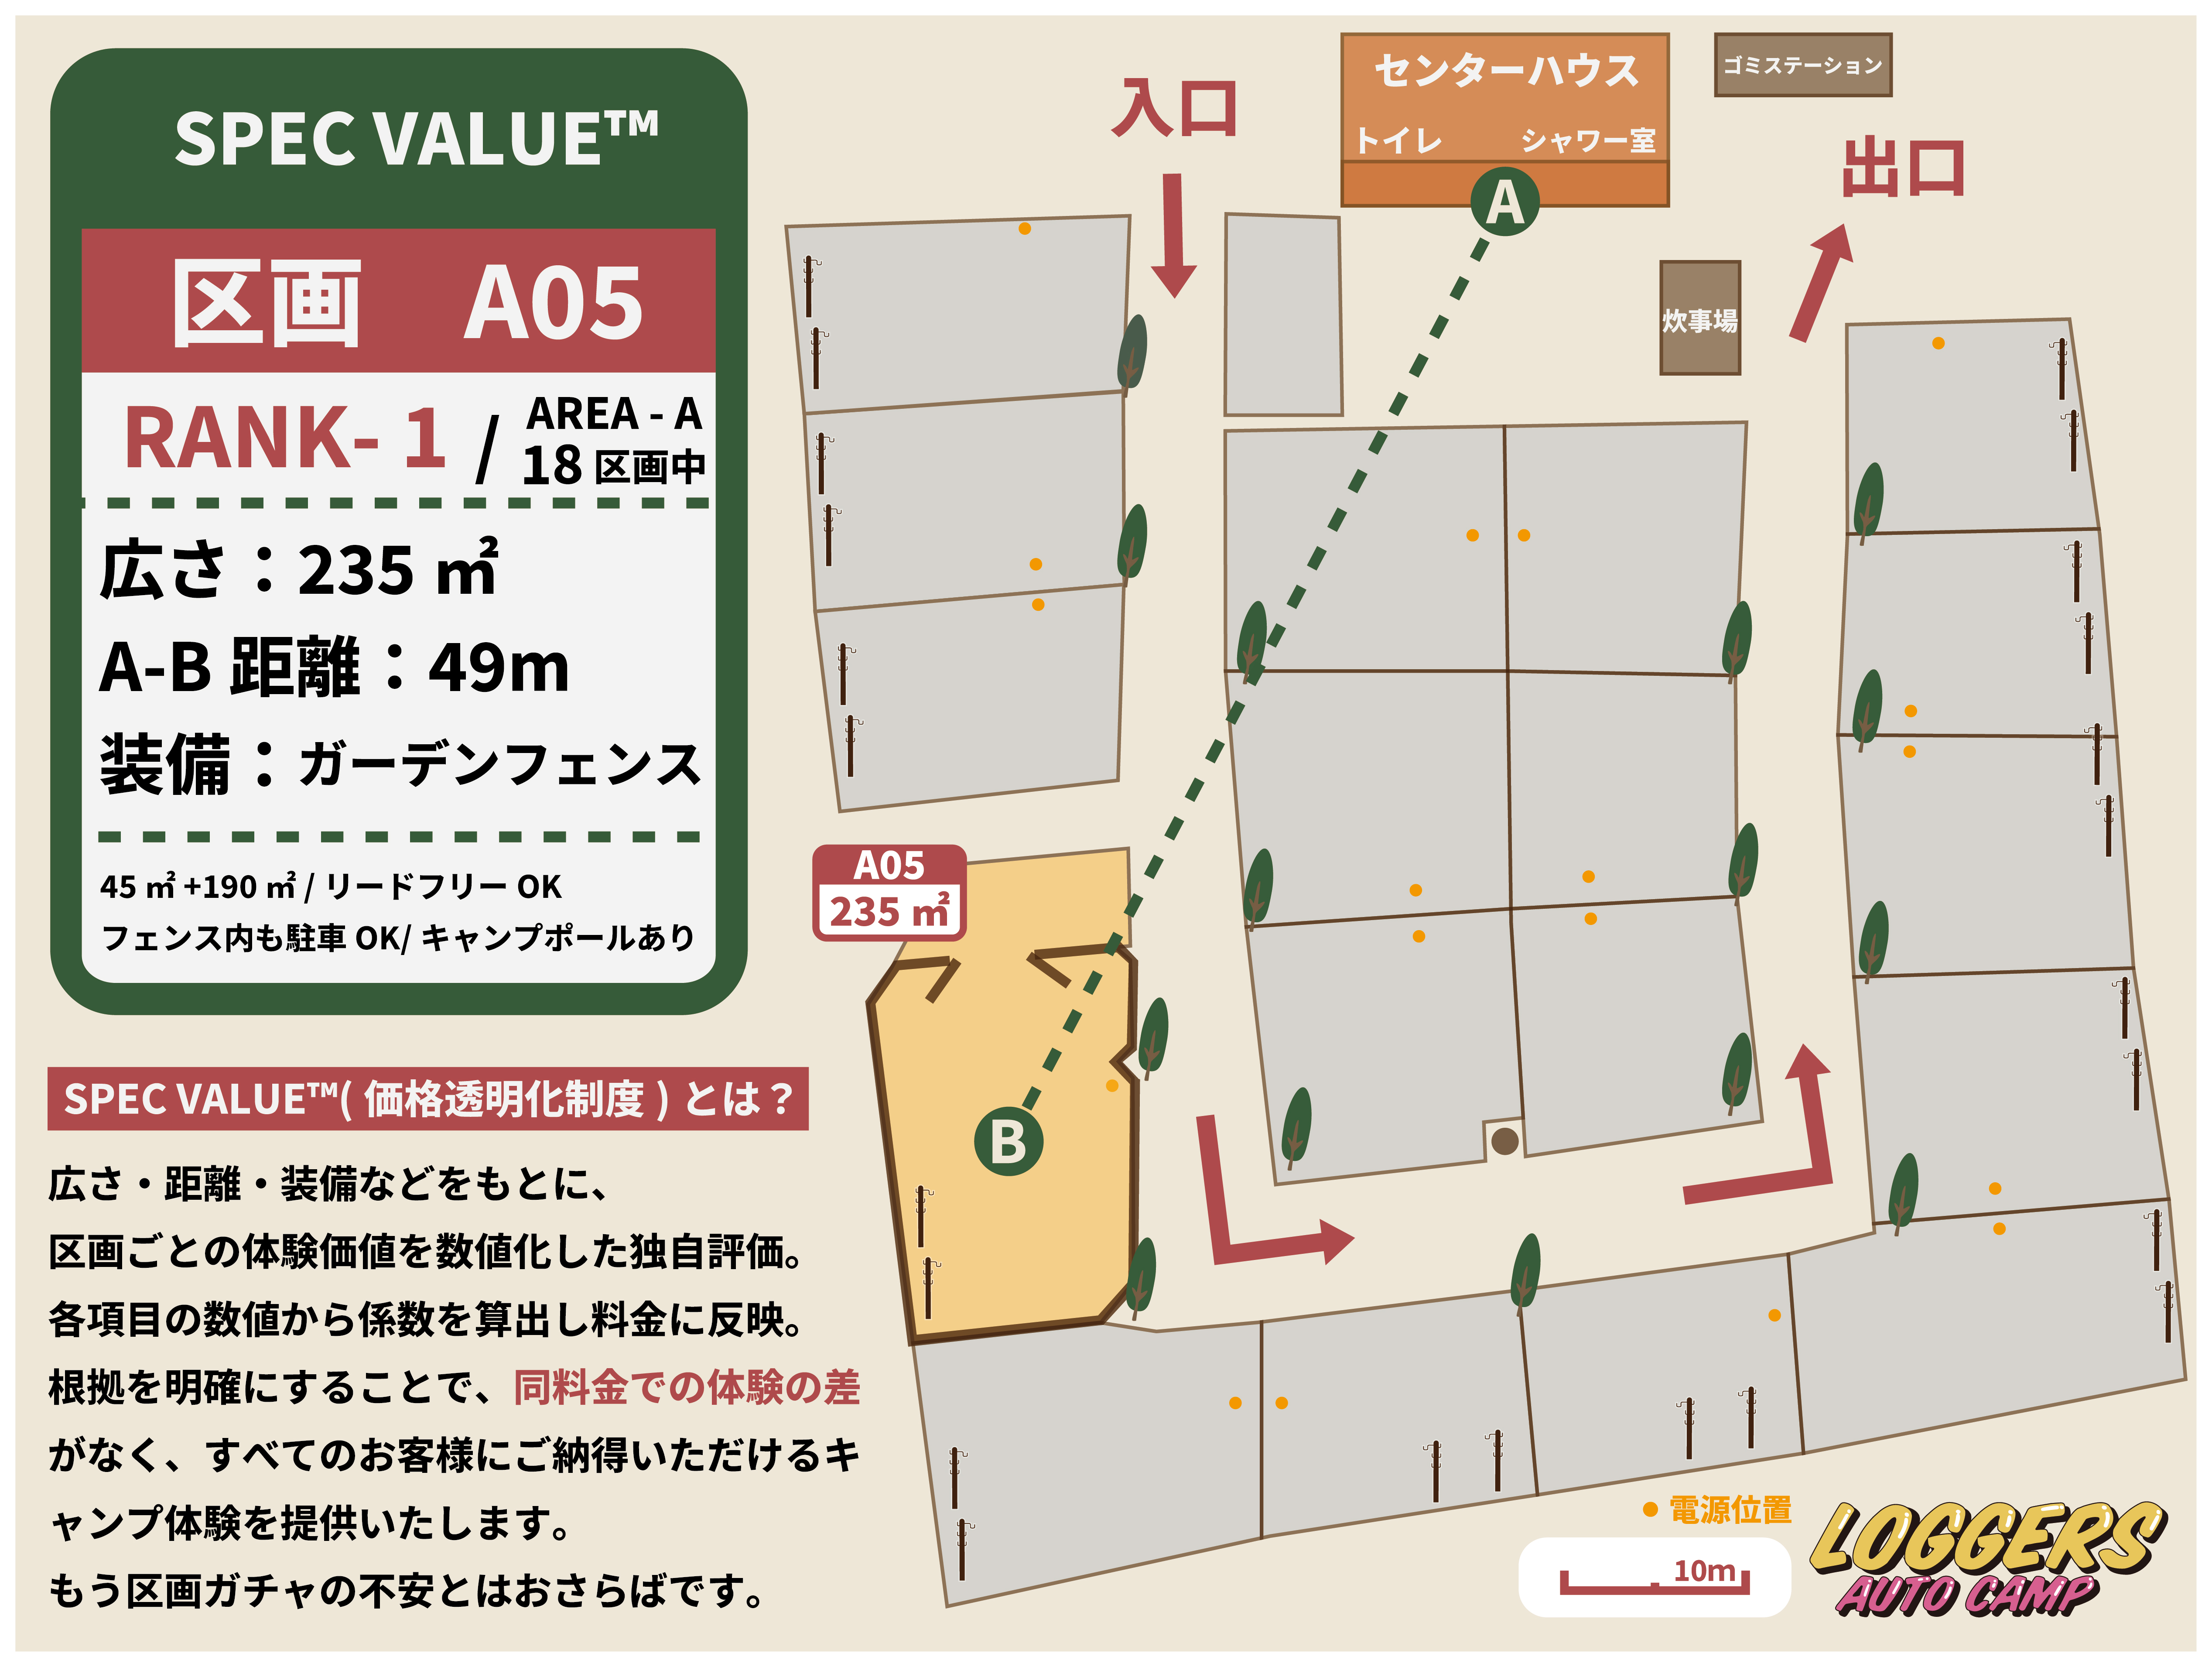 SPEC VALUE™
区画 A05
RANK- 1 / AREA - A
18 区画中
広さ：235 ㎡
A-B 距離：49m
装備：ガーデンフェンス
45 ㎡ +190 ㎡ / リードフリー OK
フェンス内も駐車 OK/ キャンプポールあり
SPEC VALUE™( 価格透明化制度 ) とは？
広さ・距離・装備などをもとに、
区画ごとの体験価値を数値化した独自評価。
各項目の数値から係数を算出し料金に反映。
根拠を明確にすることで、同料金での体験の差
がなく、すべてのお客様にご納得いただけるキ
ャンプ体験を提供いたします。
もう区画ガチャの不安とはおさらばです。
入口
センターハウス
トイレ シャワー室
A
ゴミステーション
出口
炊事場
A05
235 ㎡
B
電源位置
10m
LOGGERS
AUTO CAMP